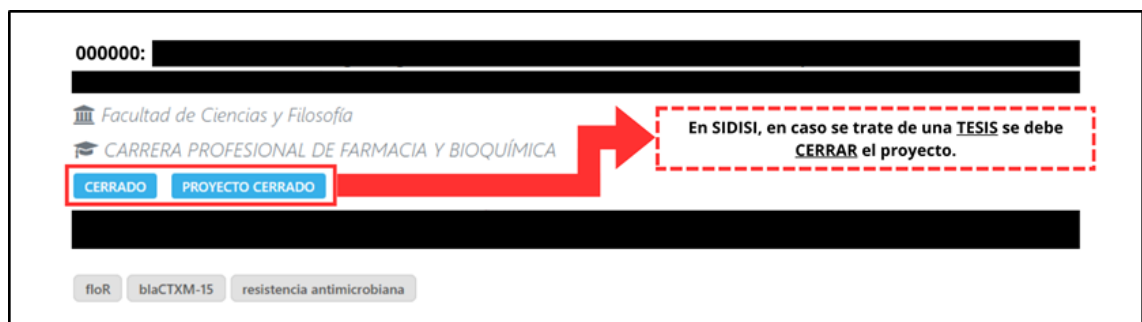 000000:
Facultad de Ciencias y Filosofía
CARRERA PROFESIONAL DE FARMACIA Y BIOQUÍMICA
CERRADO PROYECTO CERRADO
En SIDISI, en caso se trate de una TESIS se debe
CERRAR el proyecto.
floR blaCTXM-15 resistencia antimicrobiana